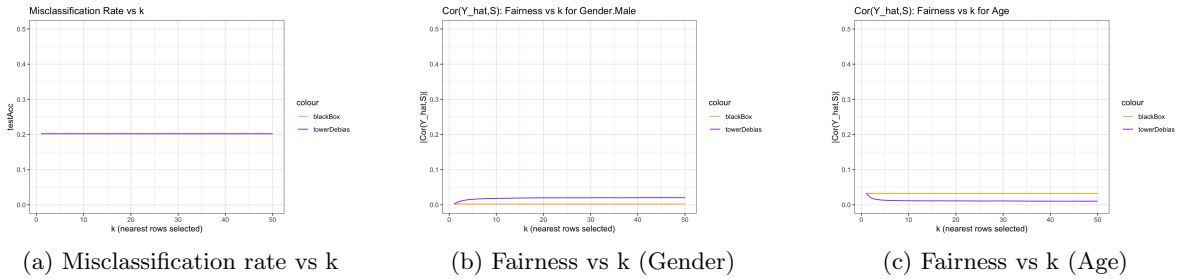 Misclassification Rate vs k
0.5
0.4
0.3
0.2
0.1
0.0
testAcc
0 10 20 30 40 50
k (nearest rows selected)
colour
blackBox
towerDebias
(a) Misclassification rate vs k
Cor(Y_hat,S): Fairness vs k for Gender.Male
0.5
0.4
0.3
0.2
0.1
0.0
|Cor(Y_hat,S)|
0 10 20 30 40 50
k (nearest rows selected)
colour
blackBox
towerDebias
(b) Fairness vs k (Gender)
Cor(Y_hat,S): Fairness vs k for Age
0.5
0.4
0.3
0.2
0.1
0.0
|Cor(Y_hat,S)|
0 10 20 30 40 50
k (nearest rows selected)
colour
blackBox
towerDebias
(c) Fairness vs k (Age)